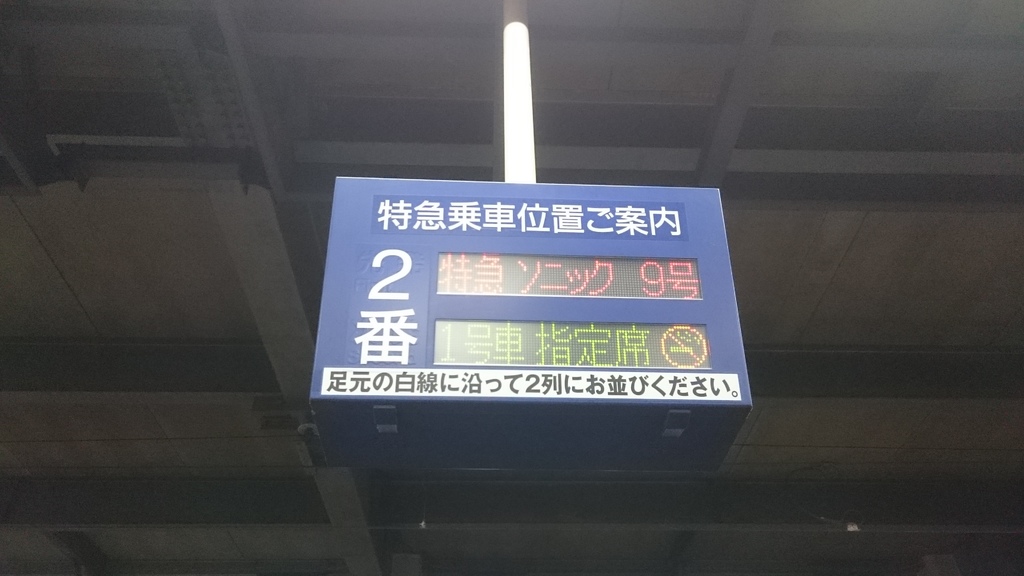 特急乗車位置ご案内
2番
特急 ソニック 9号
1号車 指定席
足元の白線に沿って2列にお並びください。